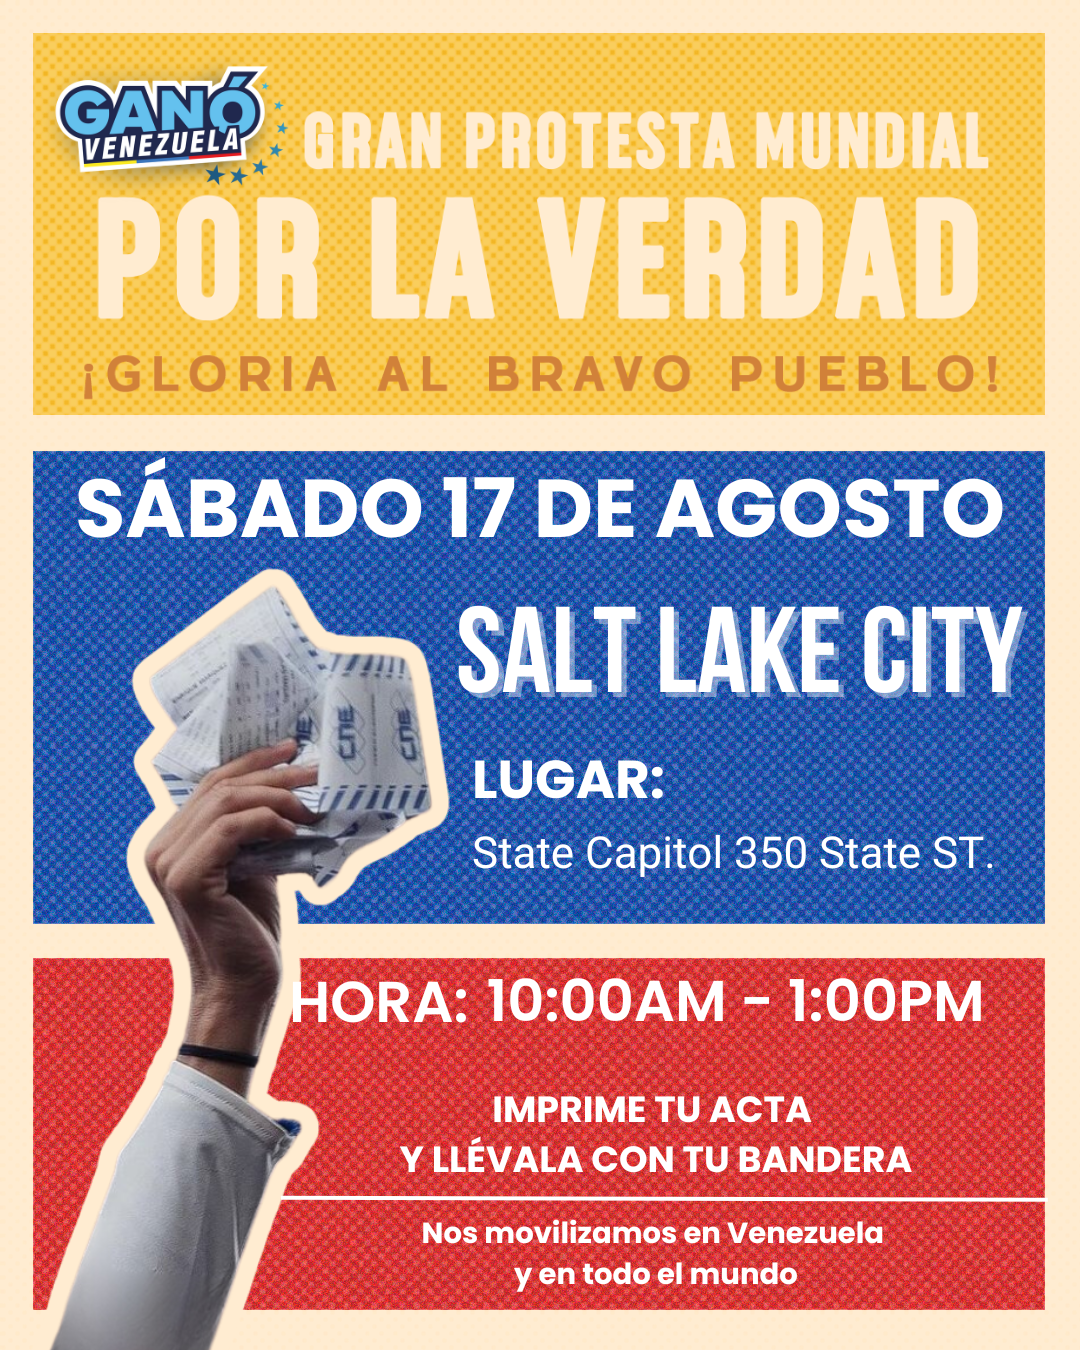 GANÓ
VENEZUELA
GRAN PROTESTA MUNDIAL
POR LA VERDAD
¡GLORIA AL BRAVO PUEBLO!
SÁBADO 17 DE AGOSTO
SALT LAKE CITY
CNE
CNE
LUGAR:
State Capitol 350 State ST.
HORA: 10:00AM - 1:00PM
IMPRIME TU ACTA
Y LLÉVALA CON TU BANDERA
Nos movilizamos en Venezuela
y en todo el mundo